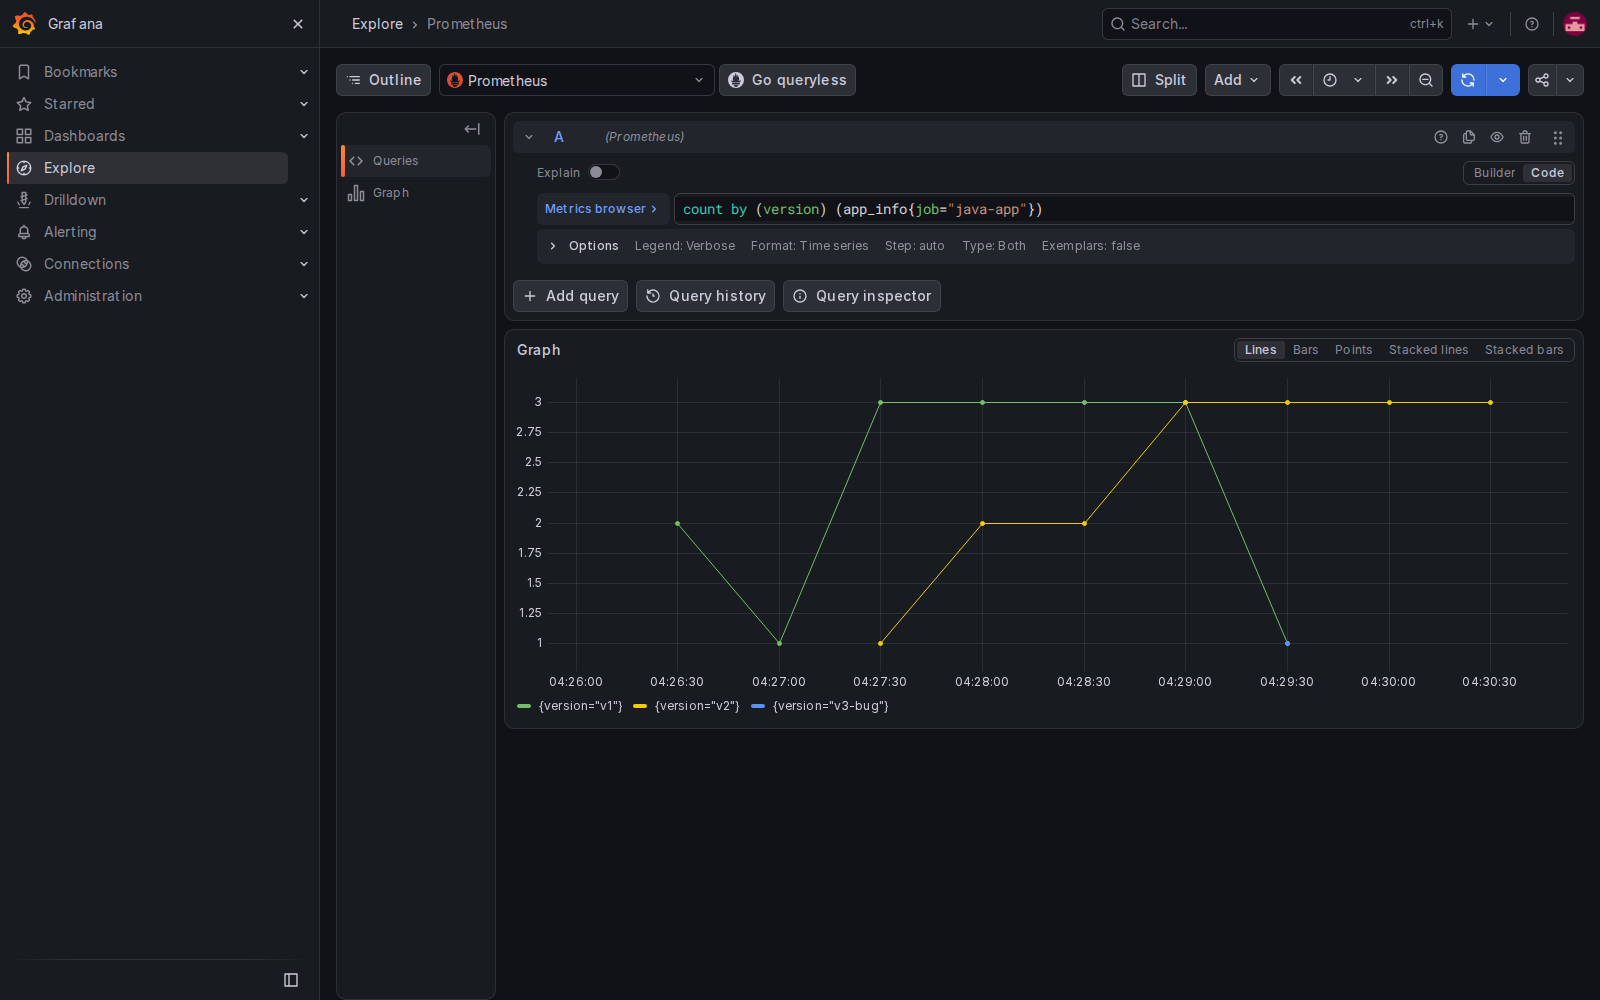 Grafana
Explore › Prometheus
Search...
ctrl+k
Bookmarks
Starred
Dashboards
Explore
Drilldown
Alerting
Connections
Administration
Outline
Prometheus
Go queryless
Split
Add
Queries
Graph
A
(Prometheus)
Explain
Builder
Code
Metrics browser
count by (version) (app_info{job="java-app"})
Options
Legend: Verbose
Format: Time series
Step: auto
Type: Both
Exemplars: false
Add query
Query history
Query inspector
Graph
Lines
Bars
Points
Stacked lines
Stacked bars
3
2.75
2.5
2.25
2
1.75
1.5
1.25
1
04:26:00
04:26:30
04:27:00
04:27:30
04:28:00
04:28:30
04:29:00
04:29:30
04:30:00
04:30:30
{version="v1"}
{version="v2"}
{version="v3-bug"}